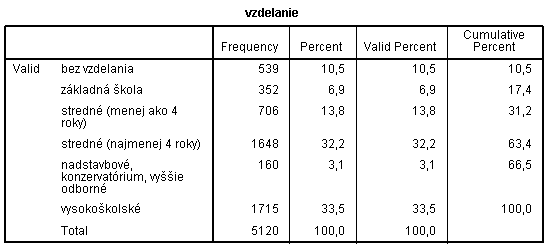 vzdelanie
Frequency Percent Valid Percent Cumulative Percent
Valid bez vzdelania 539 10,5 10,5 10,5
základná škola 352 6,9 6,9 17,4
stredné (menej ako 4 roky) 706 13,8 13,8 31,2
stredné (najmenej 4 roky) 1648 32,2 32,2 63,4
nadstavbové, konzervatórium, vyššie odborné 160 3,1 3,1 66,5
vysokoškolské 1715 33,5 33,5 100,0
Total 5120 100,0 100,0